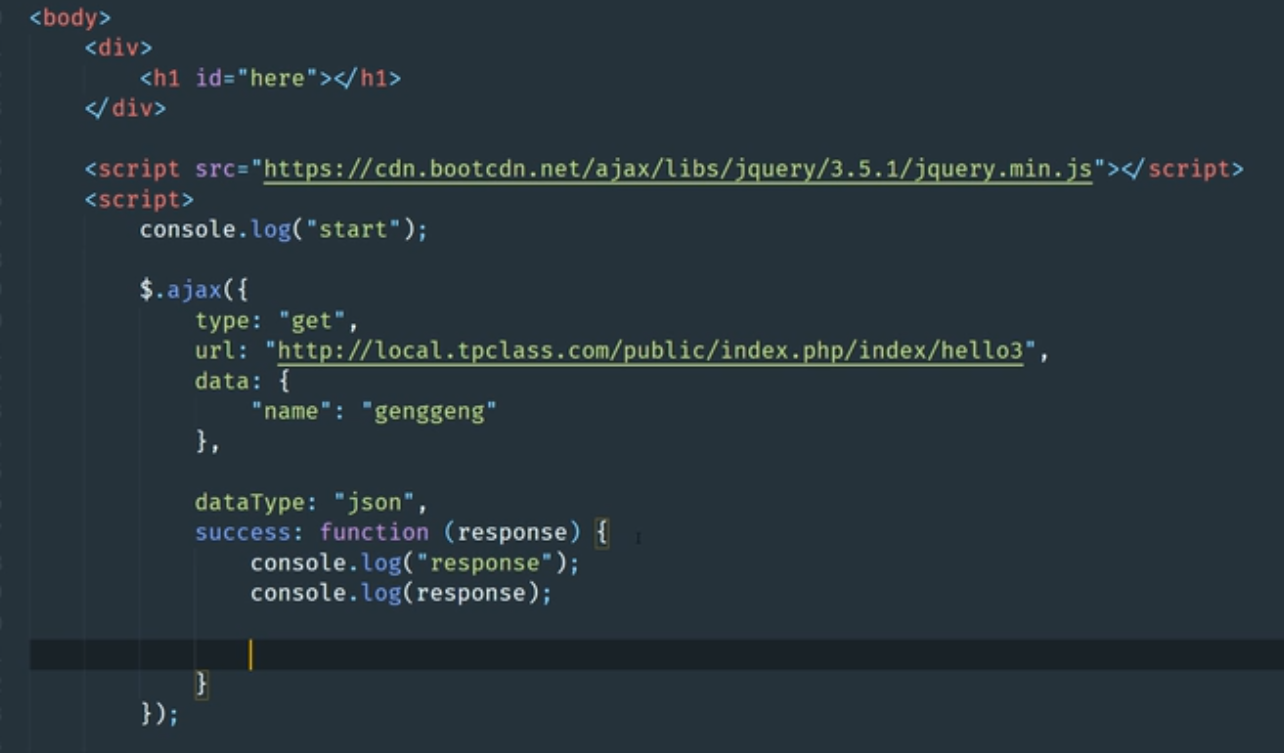 <body>
<div>
<h1 id="here"></h1>
</div>
<script src="https://cdn.bootcdn.net/ajax/libs/jquery/3.5.1/jquery.min.js"></script>
<script>
console.log("start");
$.ajax({
type: "get",
url: "http://local.tpclass.com/public/index.php/index/hello3",
data: {
"name": "genggeng"
},
dataType: "json",
success: function (response) {
console.log("response");
console.log(response);
}
});